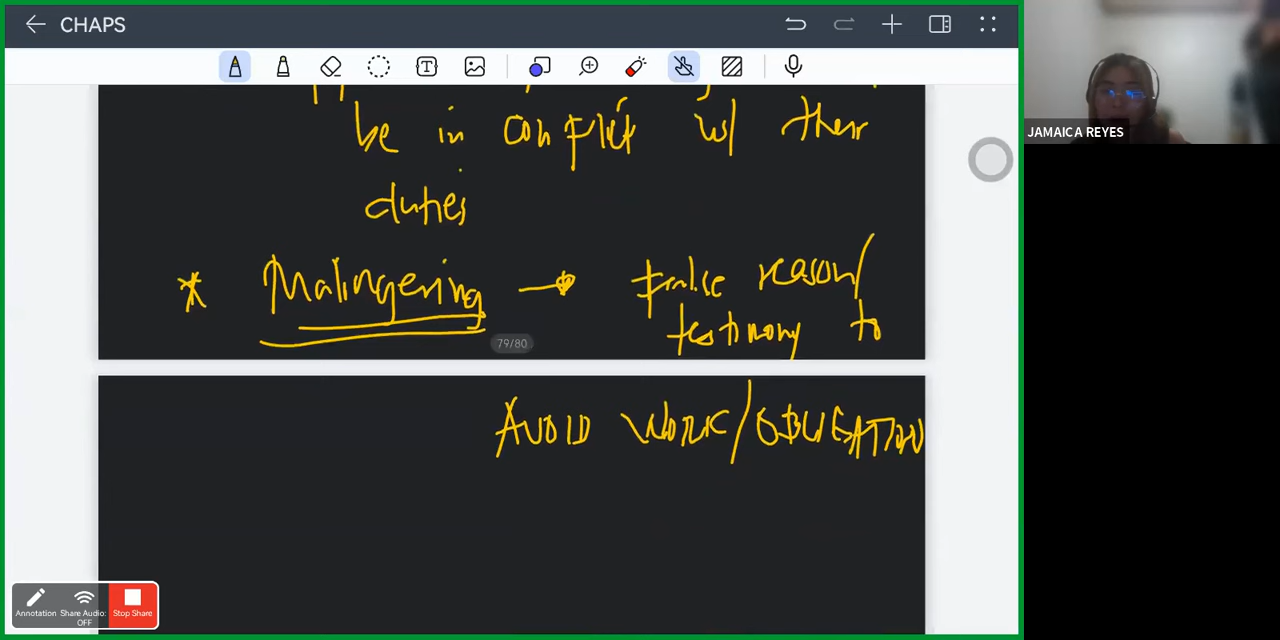 CHAPS
be in conflict w/ their
duties
* Malingering → False reason/
testimony to
79/80
AVOID WORK/OBLIGATION
Annotation
Share Audio: OFF
Stop Share
JAMAICA REYES